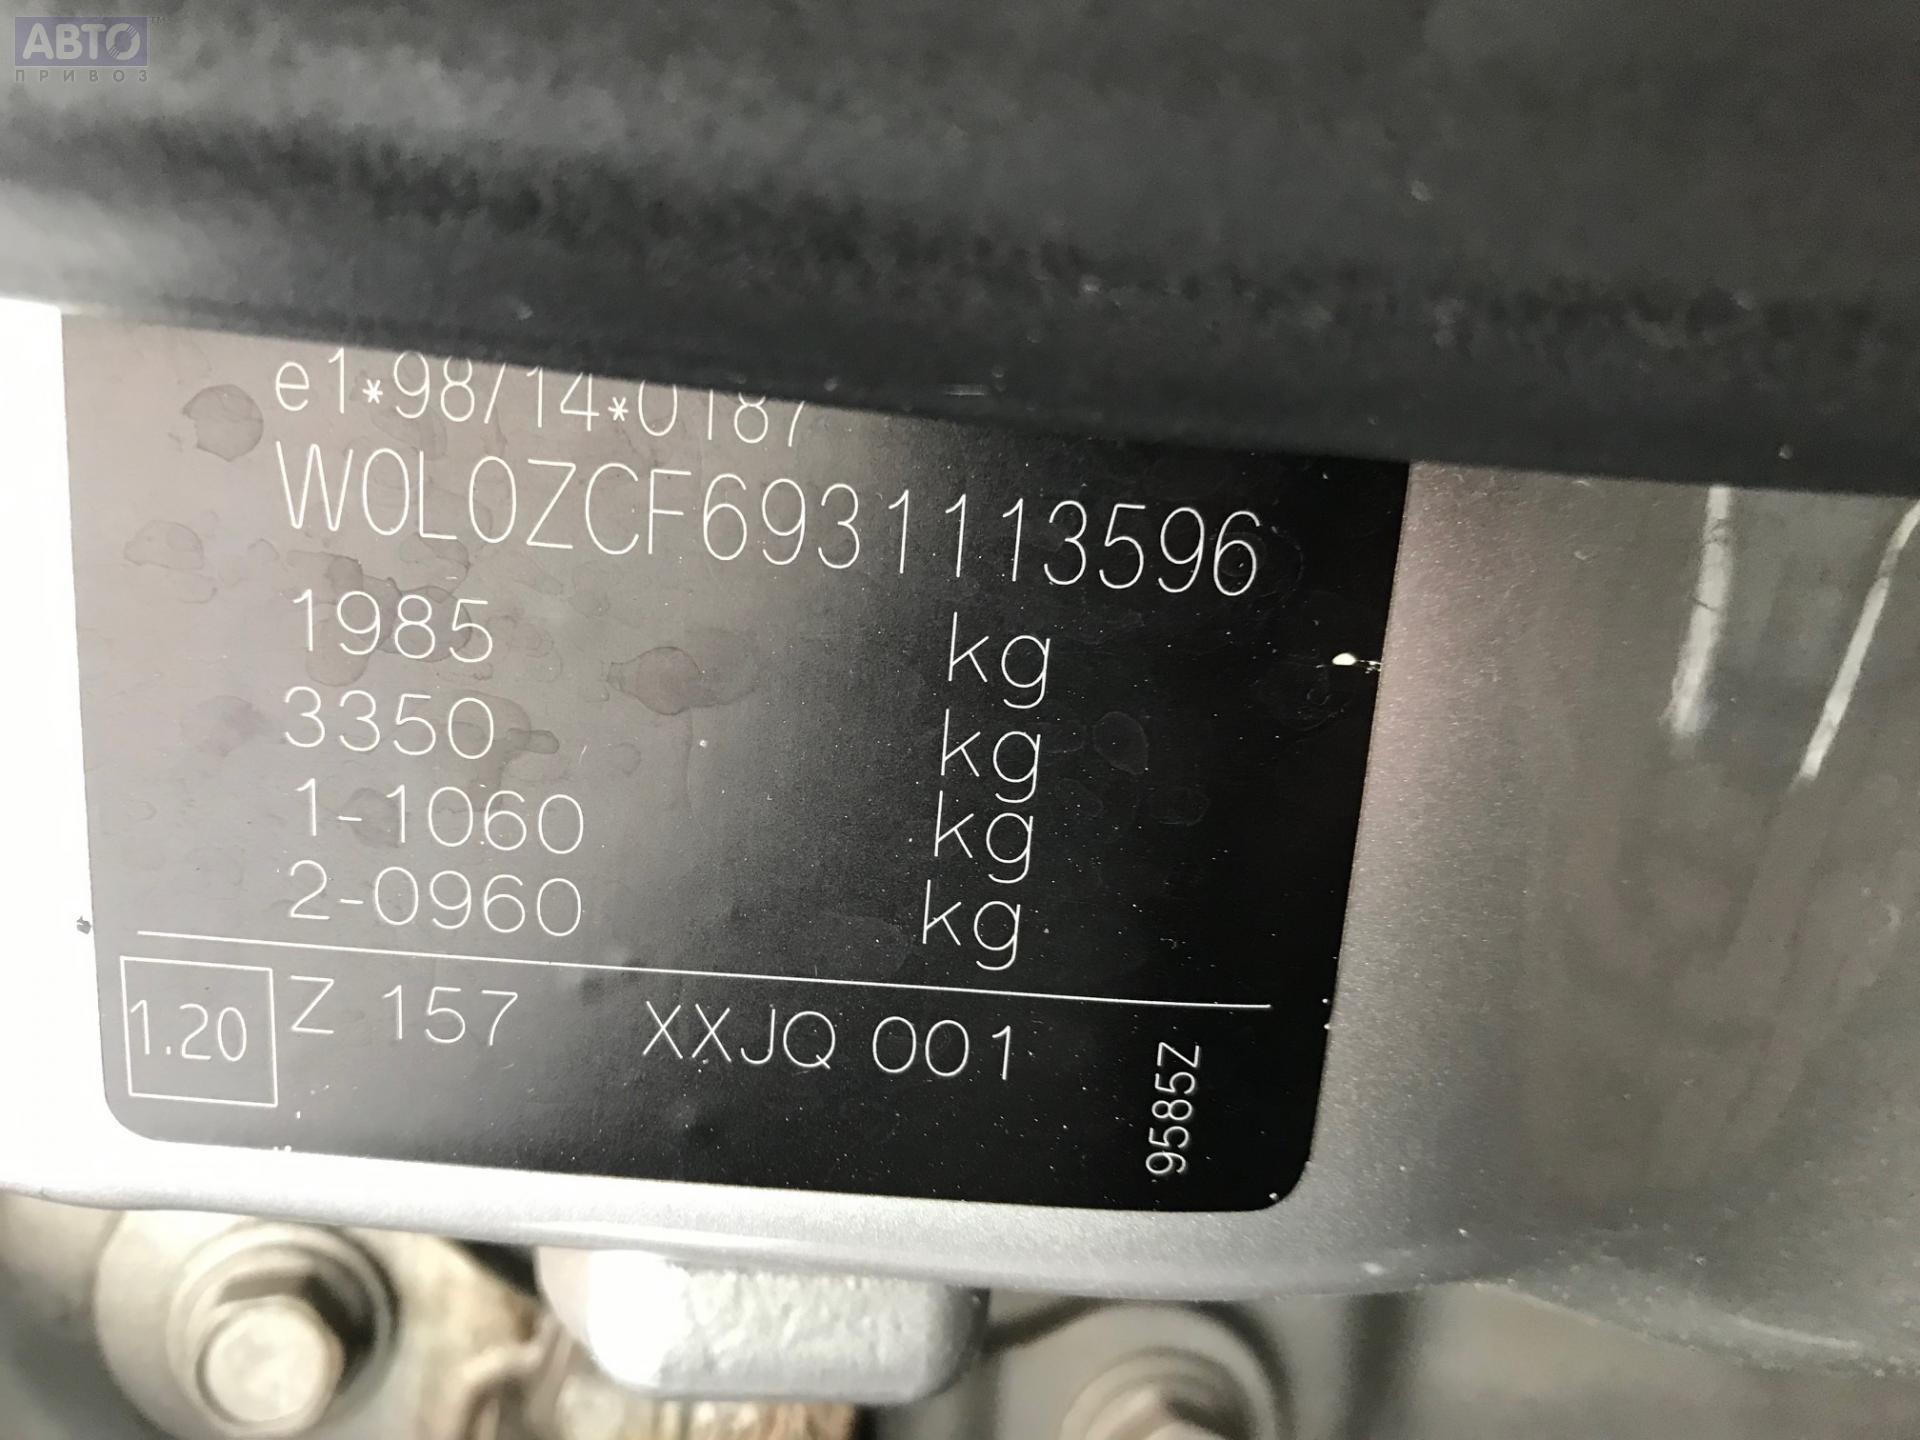 АВТО
ПРИВОЗ
e1*98/14*0187
W0L0ZCF6931113596
1985 kg
3350 kg
1-1060 kg
2-0960 kg
1.20 Z 157 XXJQ 001
9585Z